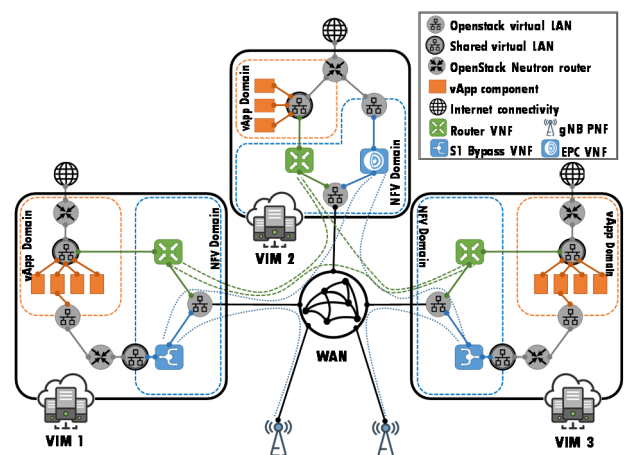 Openstack virtual LAN
Shared virtual LAN
OpenStack Neutron router
vApp component
Internet connectivity
Router VNF
gNB PNF
S1 Bypass VNF
EPC VNF
vApp Domain
NFV Domain
VIM 2
vApp Domain
NFV Domain
VIM 1
WAN
NFV Domain
vApp Domain
VIM 3